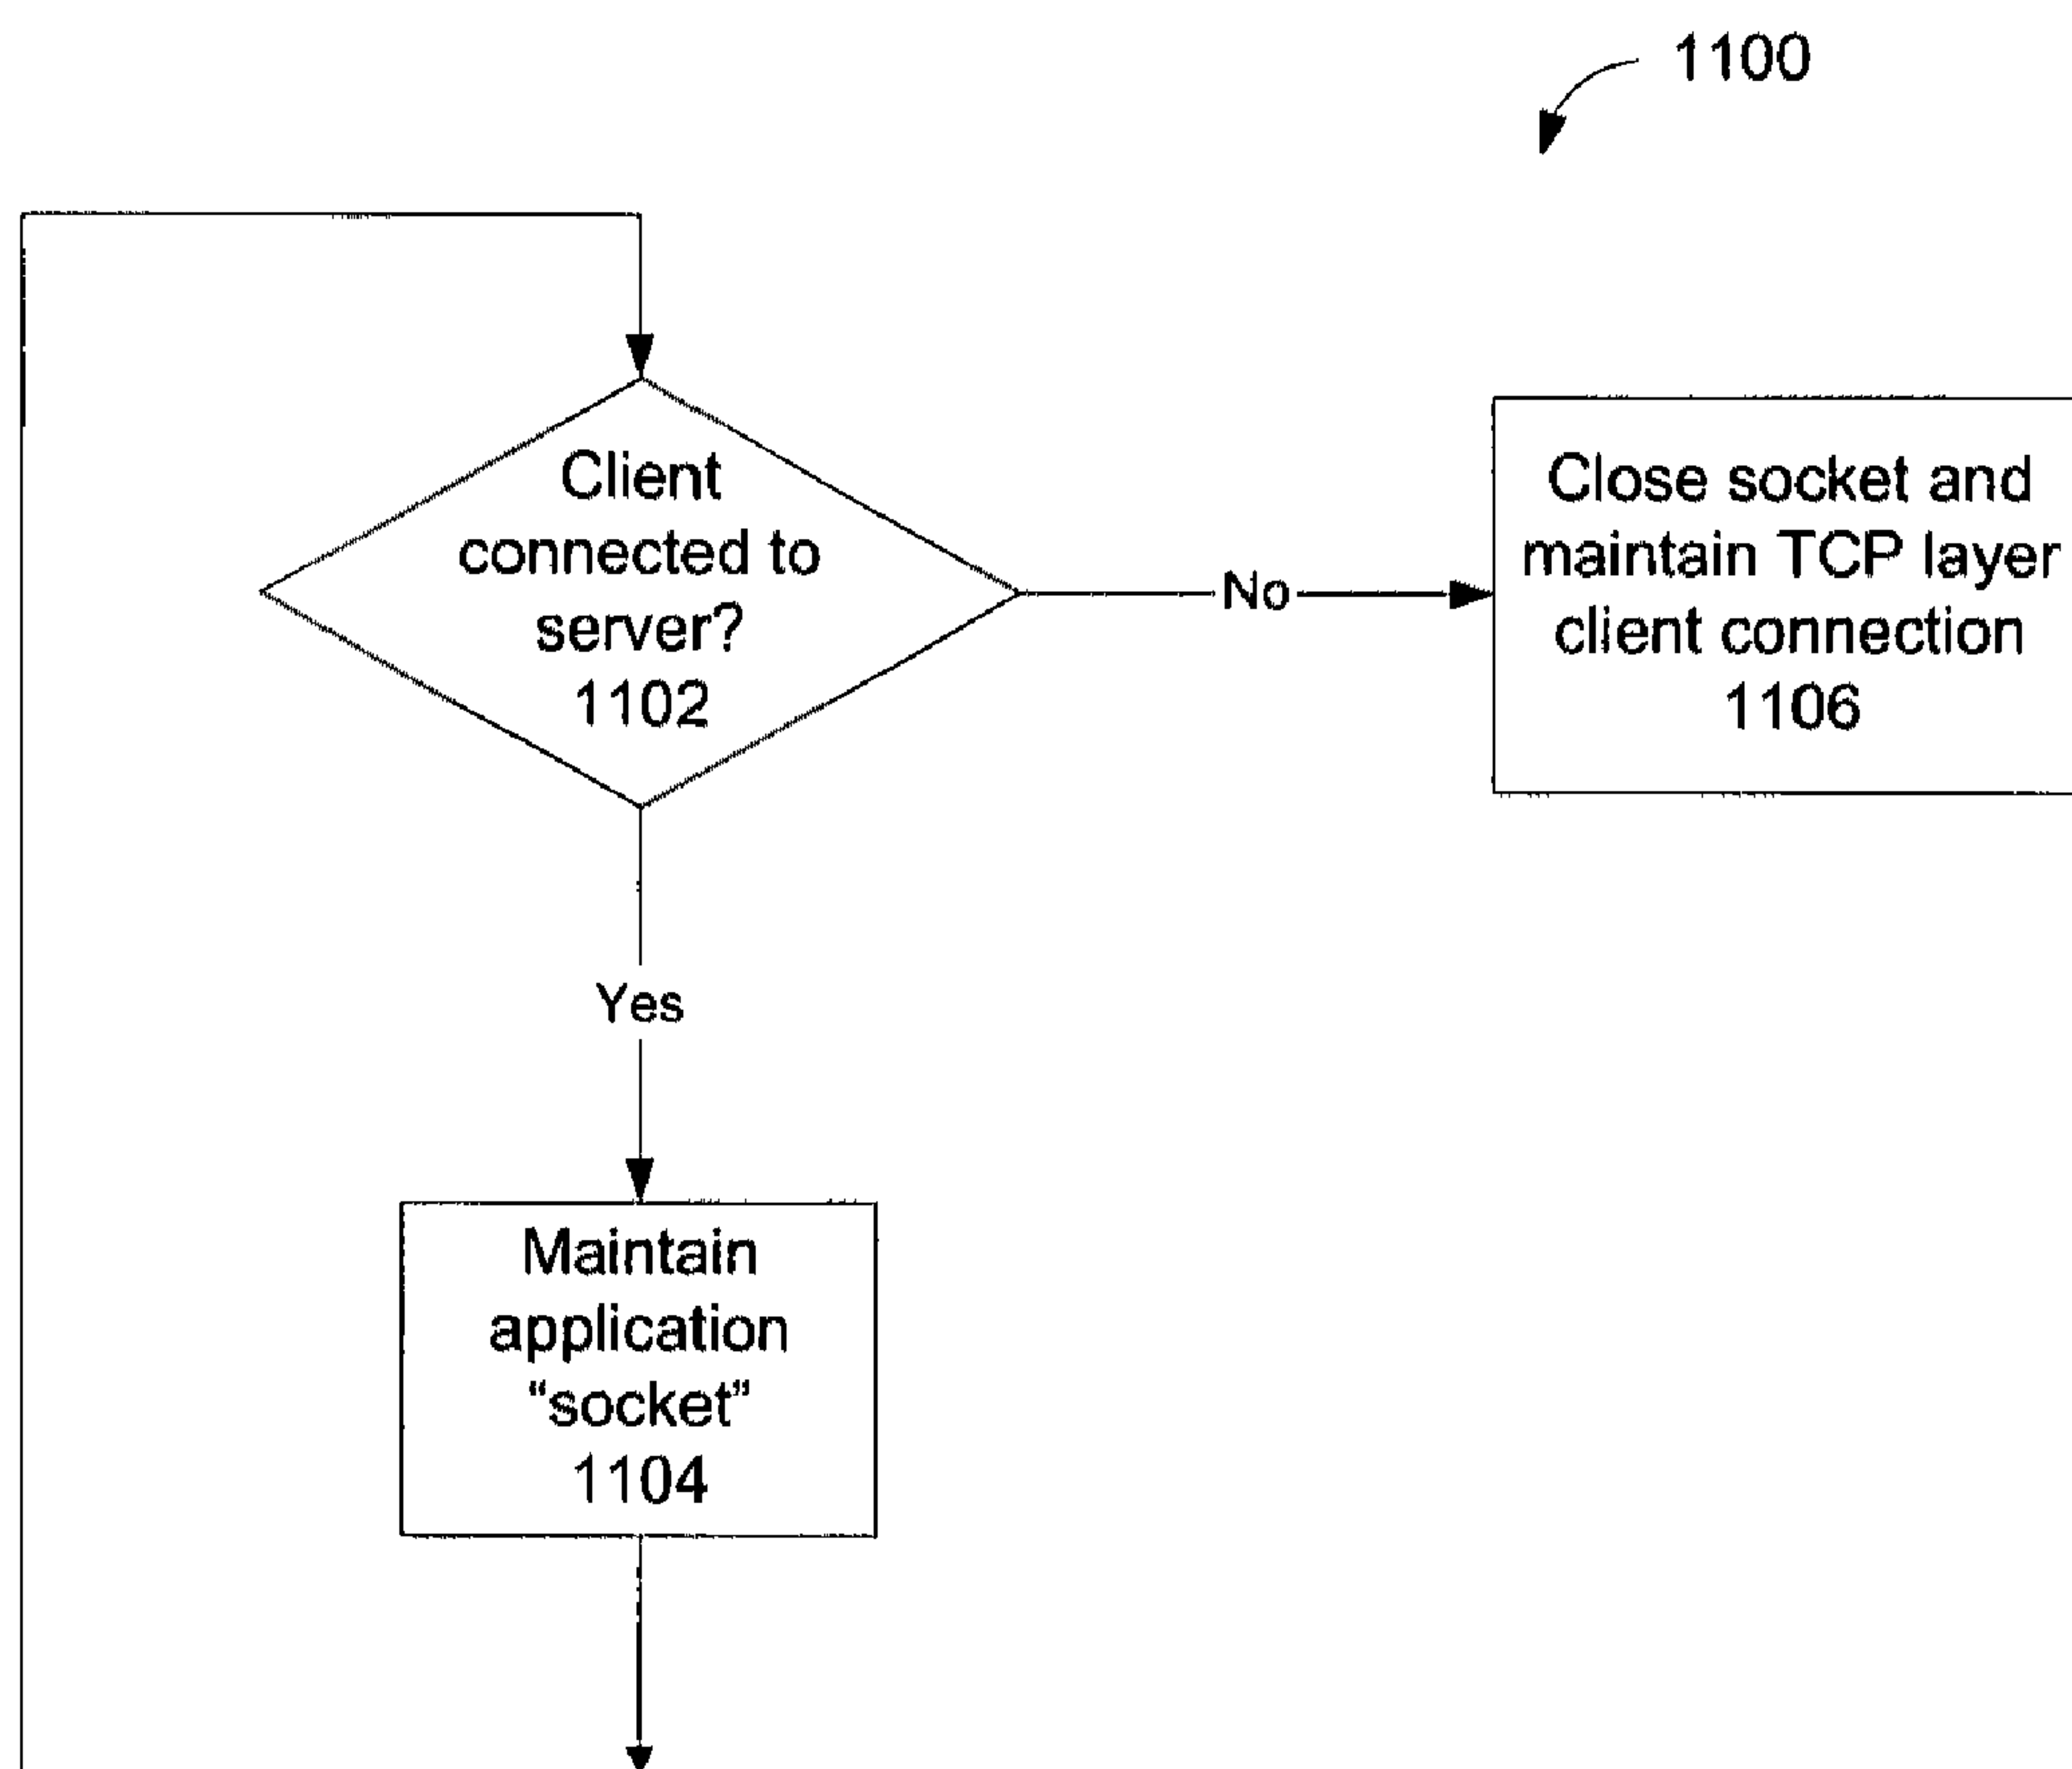 1100
Client
connected to
server?
1102
No
Close socket and
maintain TCP layer
client connection
1106
Yes
Maintain
application
“socket”
1104